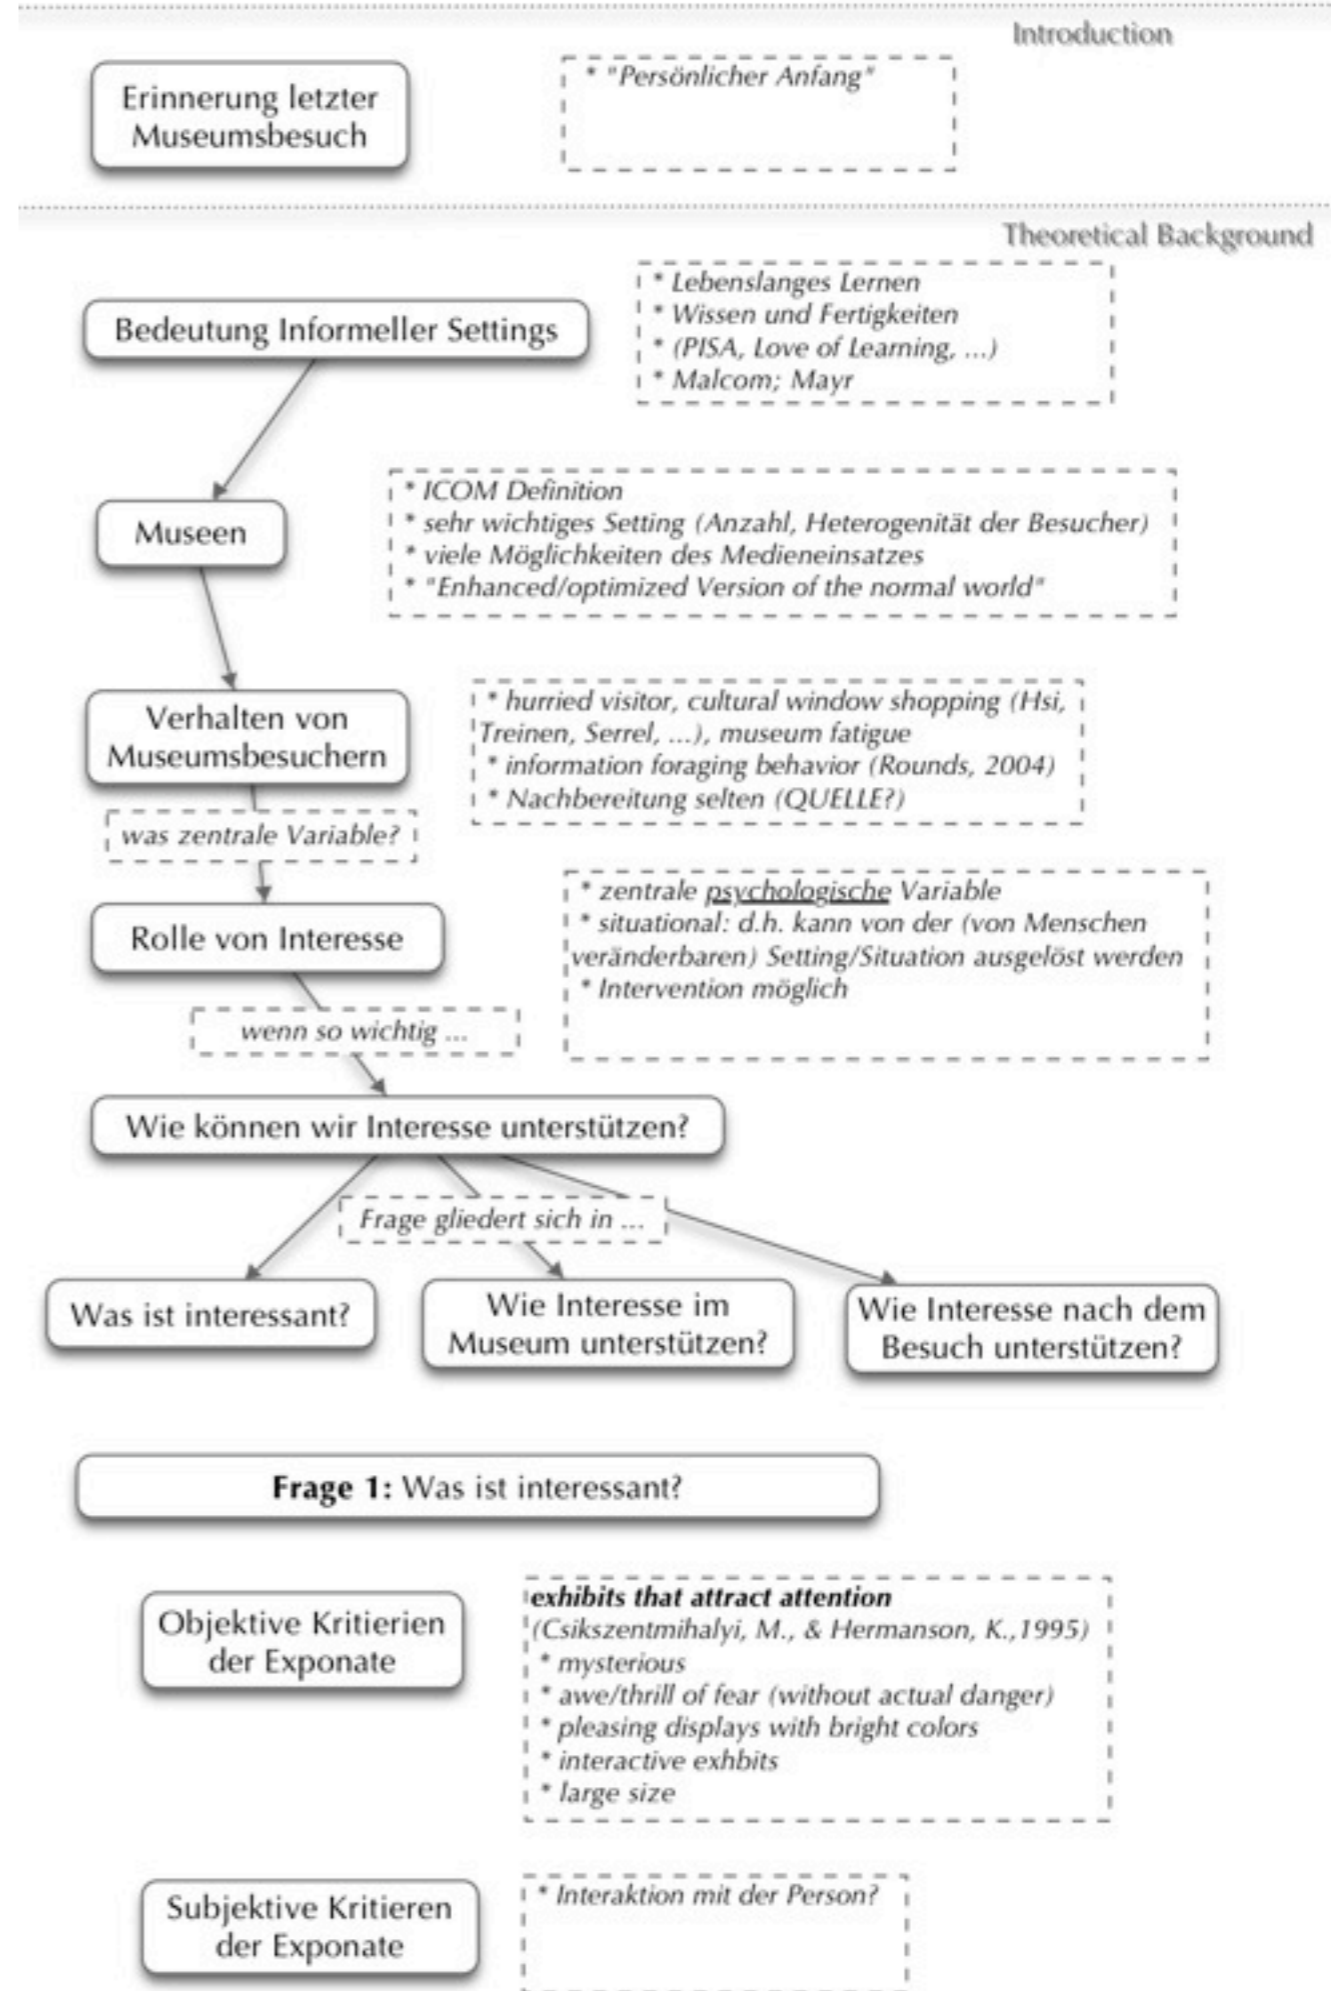 Introduction
Erinnerung letzter
Museumsbesuch
* "Persönlicher Anfang"
Theoretical Background
Bedeutung Informeller Settings
* Lebenslanges Lernen
* Wissen und Fertigkeiten
* (PISA, Love of Learning, ...)
* Malcom; Mayr
Museen
* ICOM Definition
* sehr wichtiges Setting (Anzahl, Heterogenität der Besucher)
* viele Möglichkeiten des Medieneinsatzes
* "Enhanced/optimized Version of the normal world"
Verhalten von
Museumsbesuchern
* hurried visitor, cultural window shopping (Hsi,
Treinen, Serrel, ...), museum fatigue
* information foraging behavior (Rounds, 2004)
* Nachbereitung selten (QUELLE?)
was zentrale Variable?
Rolle von Interesse
* zentrale psychologische Variable
* situational: d.h. kann von der (von Menschen
veränderbaren) Setting/Situation ausgelöst werden
* Intervention möglich
wenn so wichtig ...
Wie können wir Interesse unterstützen?
Frage gliedert sich in ...
Was ist interessant?
Wie Interesse im
Museum unterstützen?
Wie Interesse nach dem
Besuch unterstützen?
Frage 1: Was ist interessant?
Objektive Kritierien
der Exponate
exhibits that attract attention
(Csikszentmihalyi, M., & Hermanson, K.,1995)
* mysterious
* awe/thrill of fear (without actual danger)
* pleasing displays with bright colors
* interactive exhbits
* large size
Subjektive Kritieren
der Exponate
* Interaktion mit der Person?